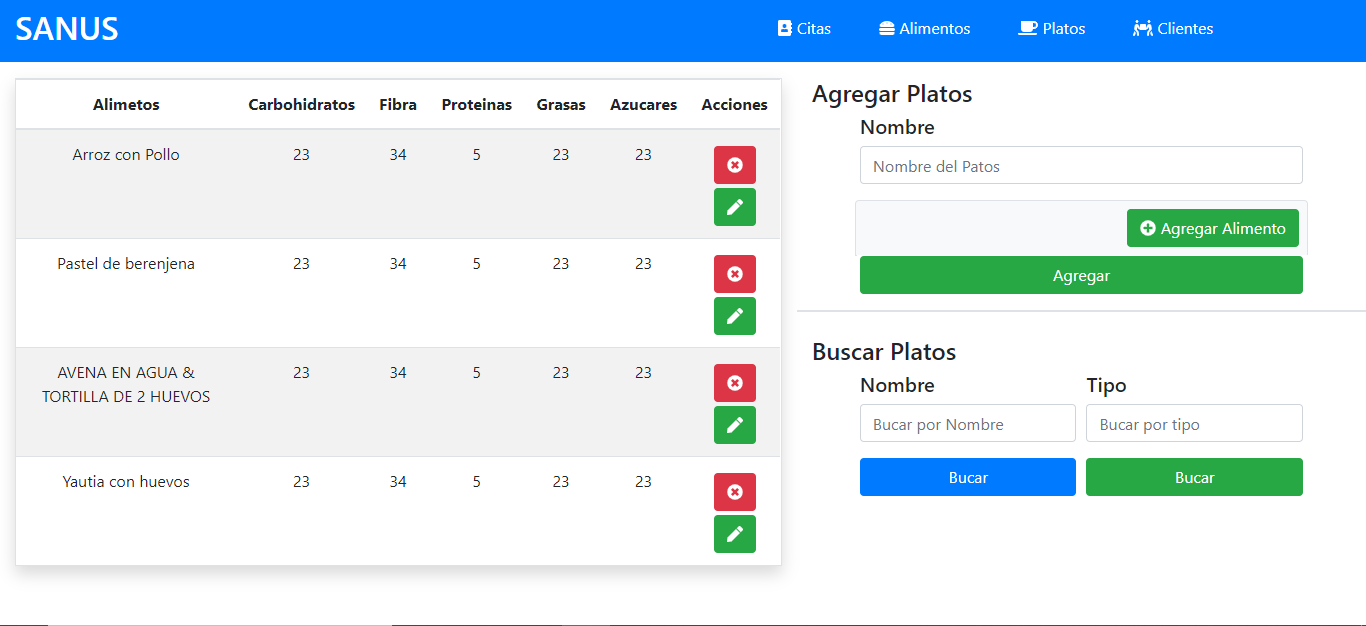 SANUS
Citas
Alimentos
Platos
Clientes
Alimetos Carbohidratos Fibra Proteinas Grasas Azucares Acciones
Arroz con Pollo 23 34 5 23 23
Pastel de berenjena 23 34 5 23 23
AVENA EN AGUA & 23 34 5 23 23
TORTILLA DE 2 HUEVOS
Yautia con huevos 23 34 5 23 23
Agregar Platos
Nombre
Nombre del Patos
Agregar Alimento
Agregar
Buscar Platos
Nombre Tipo
Bucar por Nombre Bucar por tipo
Bucar Bucar